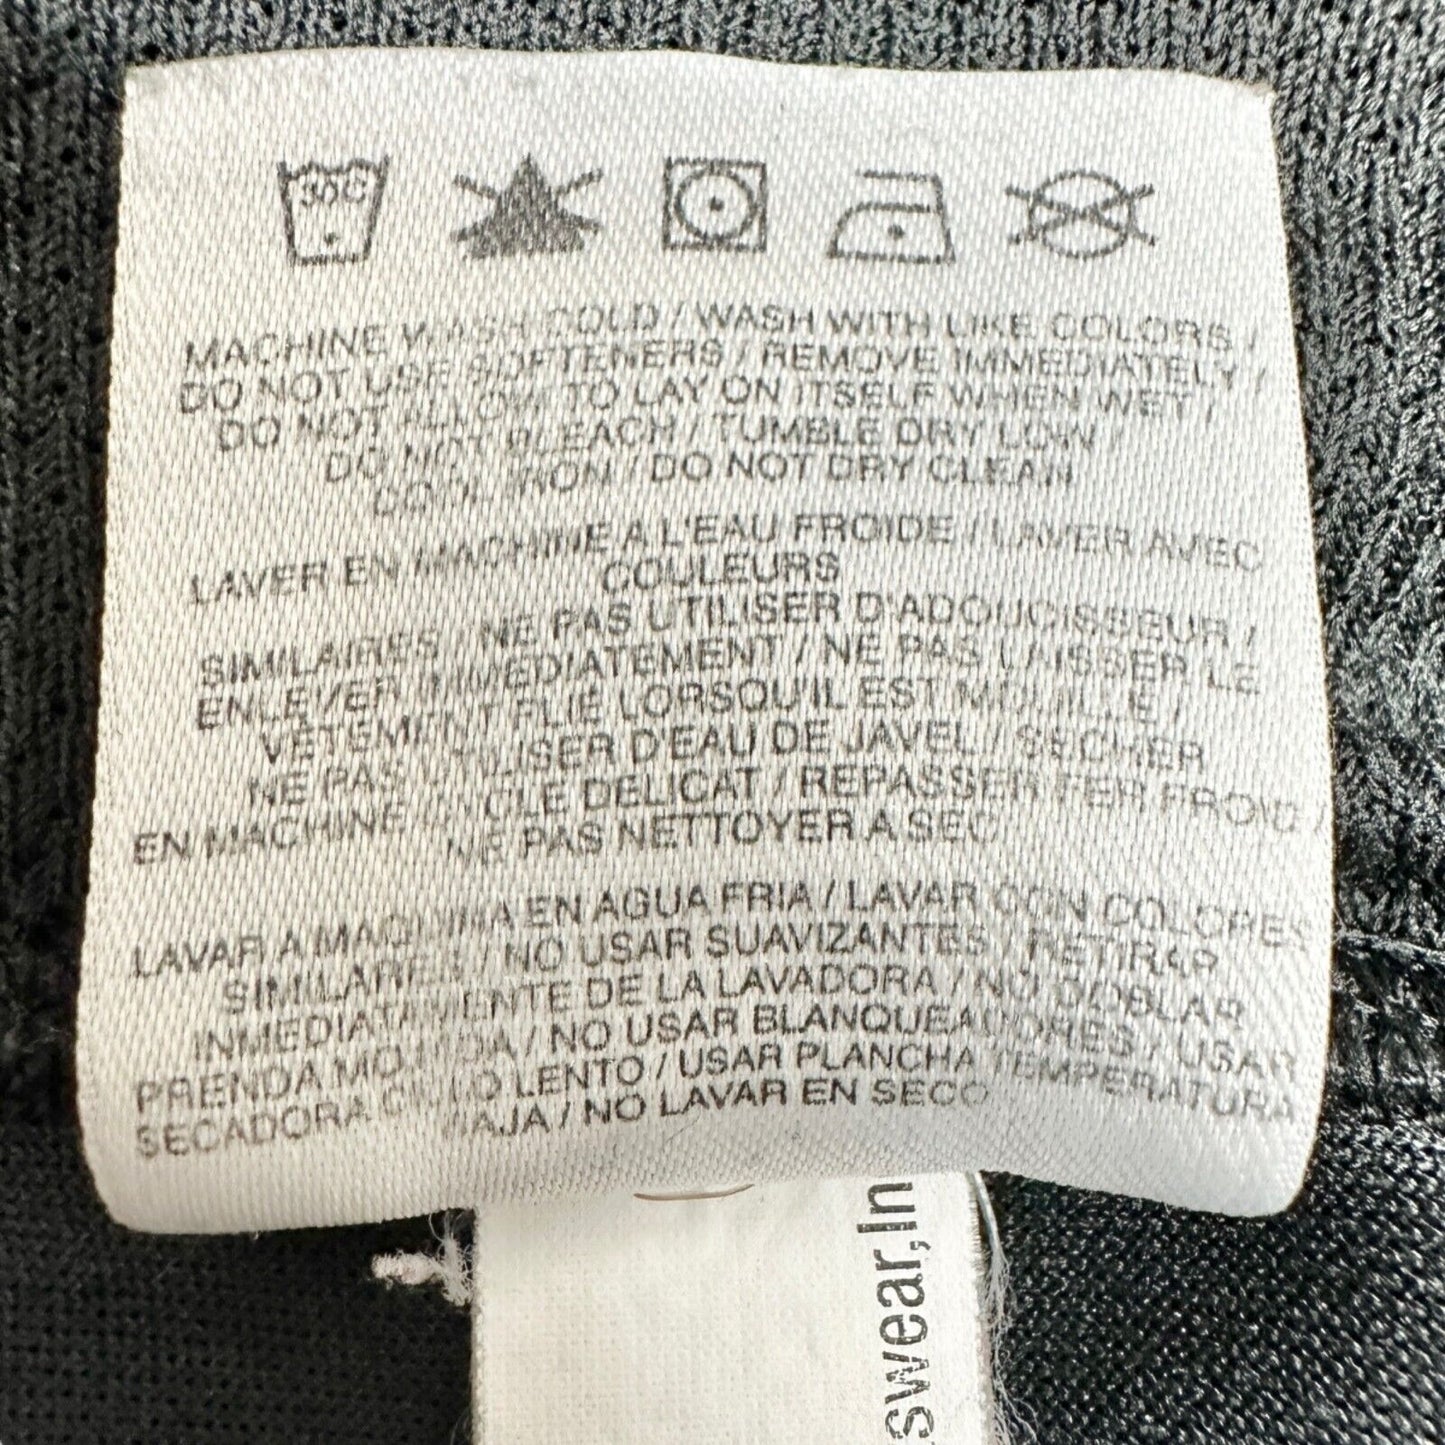 30C
MACHINE WASH COLD / WASH WITH LIKE COLORS /
DO NOT USE SOFTENERS / REMOVE IMMEDIATELY /
DO NOT ALLOW TO LAY ON ITSELF WHEN WET /
DO NOT BLEACH / TUMBLE DRY LOW /
COOL IRON / DO NOT DRY CLEAN
LAVER EN MACHINE A L'EAU FROIDE / LAVER AVEC
COULEURS
SIMILAIRES / NE PAS UTILISER D'ADOUCISSEUR /
ENLEVER IMMEDIATEMENT / NE PAS LAISSER LE
VÊTEMENT PLIÉ LORSQU'IL EST MOUILLE /
NE PAS UTILISER D'EAU DE JAVEL / SECHER
EN MACHINE CYCLE DÉLICAT / REPASSER FER FROID /
NE PAS NETTOYER A SEC
LAVAR A MAQUINA EN AGUA FRIA / LAVAR CON COLORES
SIMILARES / NO USAR SUAVIZANTES / RETIRAR
INMEDIATAMENTE DE LA LAVADORA / NO DOBLAR
PRENDA MOJADA / NO USAR BLANQUEADORES / USAR
SECADORA CICLO LENTO / USAR PLANCHA TEMPERATURA
BAJA / NO LAVAR EN SECO
swear,In